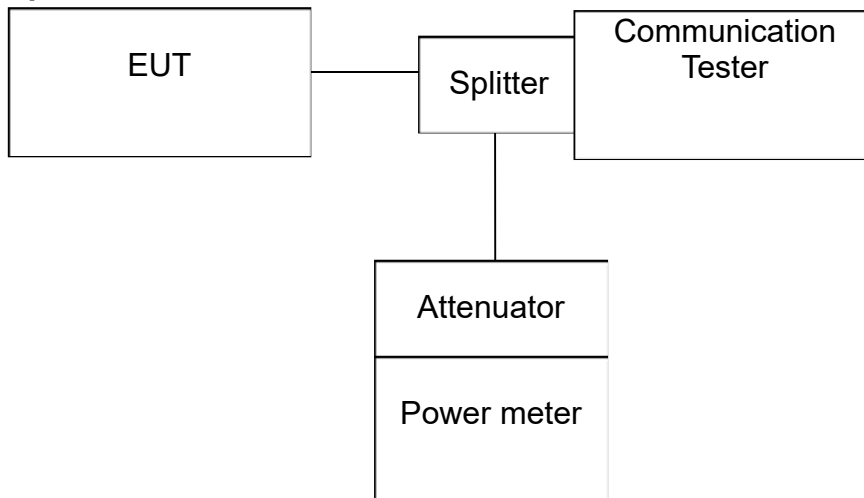 EUT
Splitter
Communication
Tester
Attenuator
Power meter